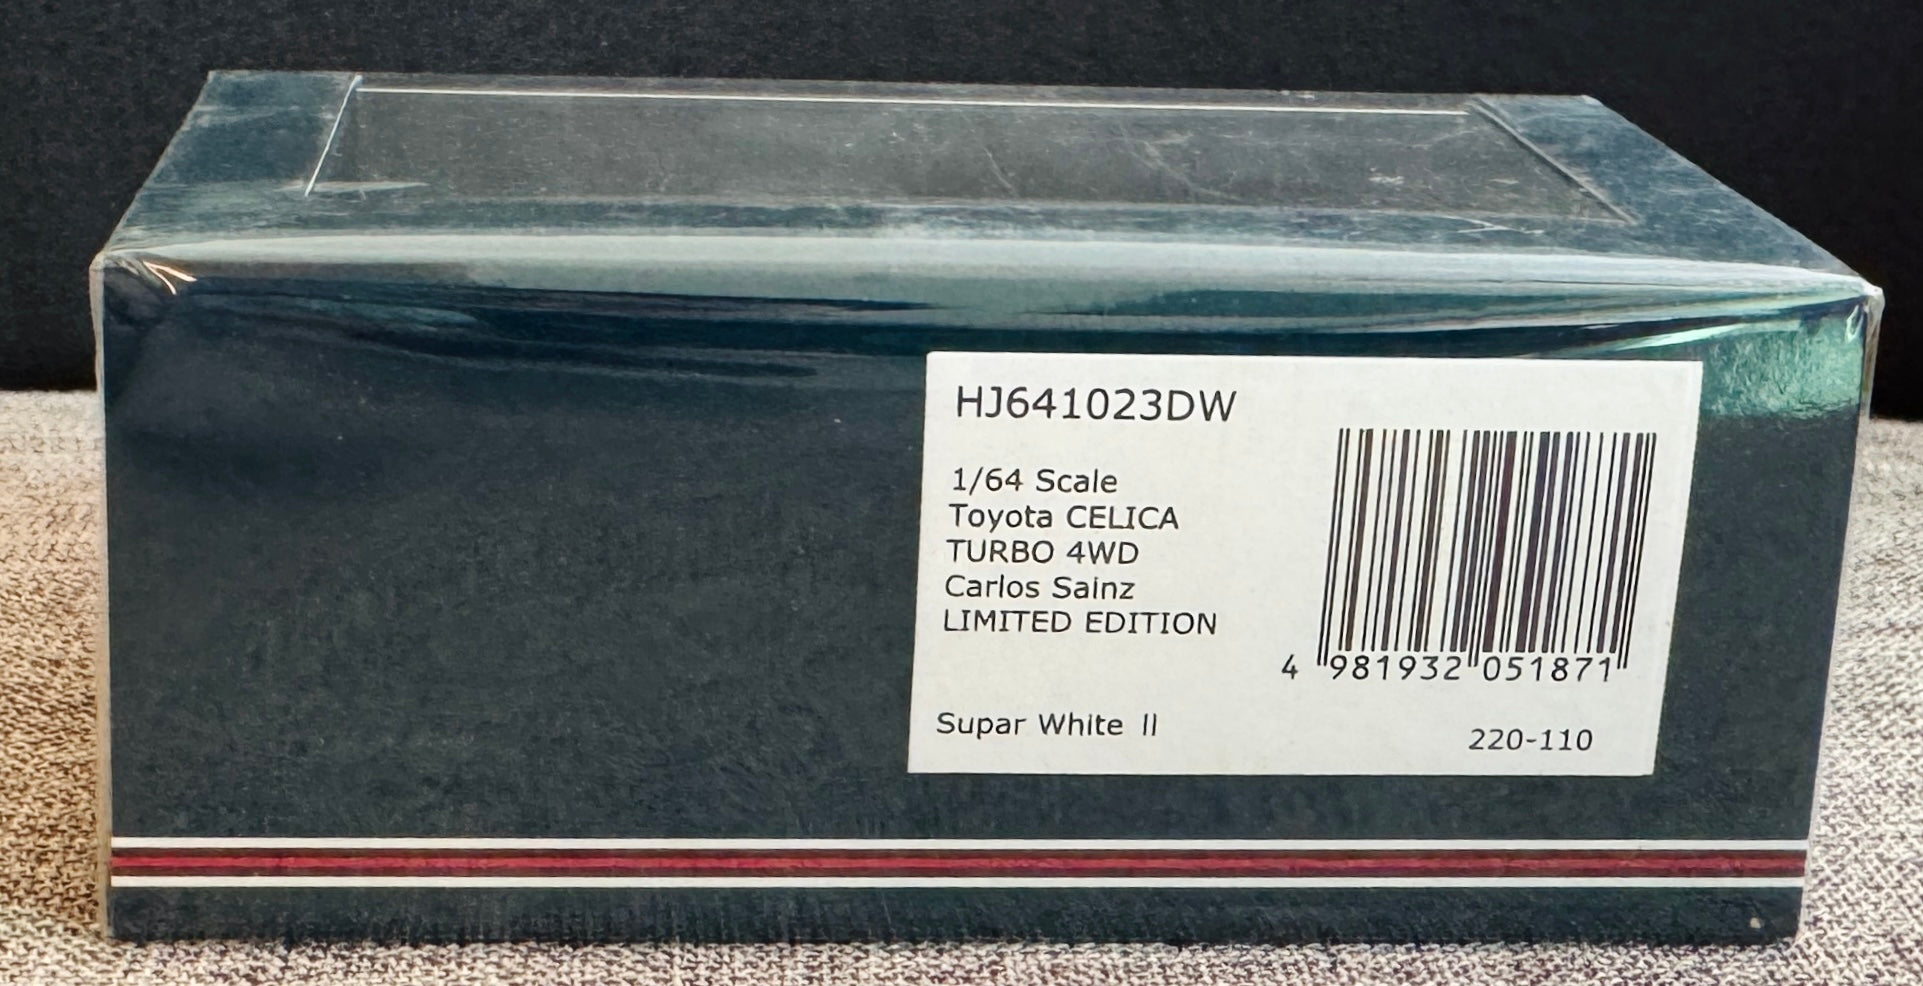 HJ641023DW
1/64 Scale
Toyota CELICA
TURBO 4WD
Carlos Sainz
LIMITED EDITION
4 981932 051871
Supar White II
220-110